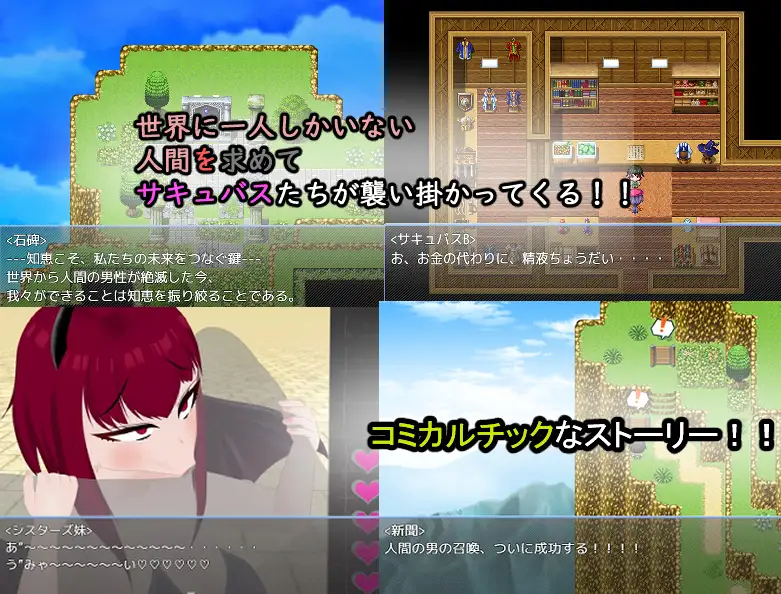 世界に一人しかいない
人間を求めて
サキュバスたちが襲い掛かってくる！！
<石碑>
---知恵こそ、私たちの未来をつなぐ鍵---
世界から人間の男性が絶滅した今、
我々ができることは知恵を振り絞ることである。
<サキュバスB>
お、お金の代わりに、精液ちょうだい・・・・
コミカルチックなストーリー！！
<シスターズ妹>
あ”～～～～～～～～～～～～～～・・・・・・
う”みゃ～～～～～～い♡♡♡♡♡♡
<新聞>
人間の男の召喚、ついに成功する！！！！